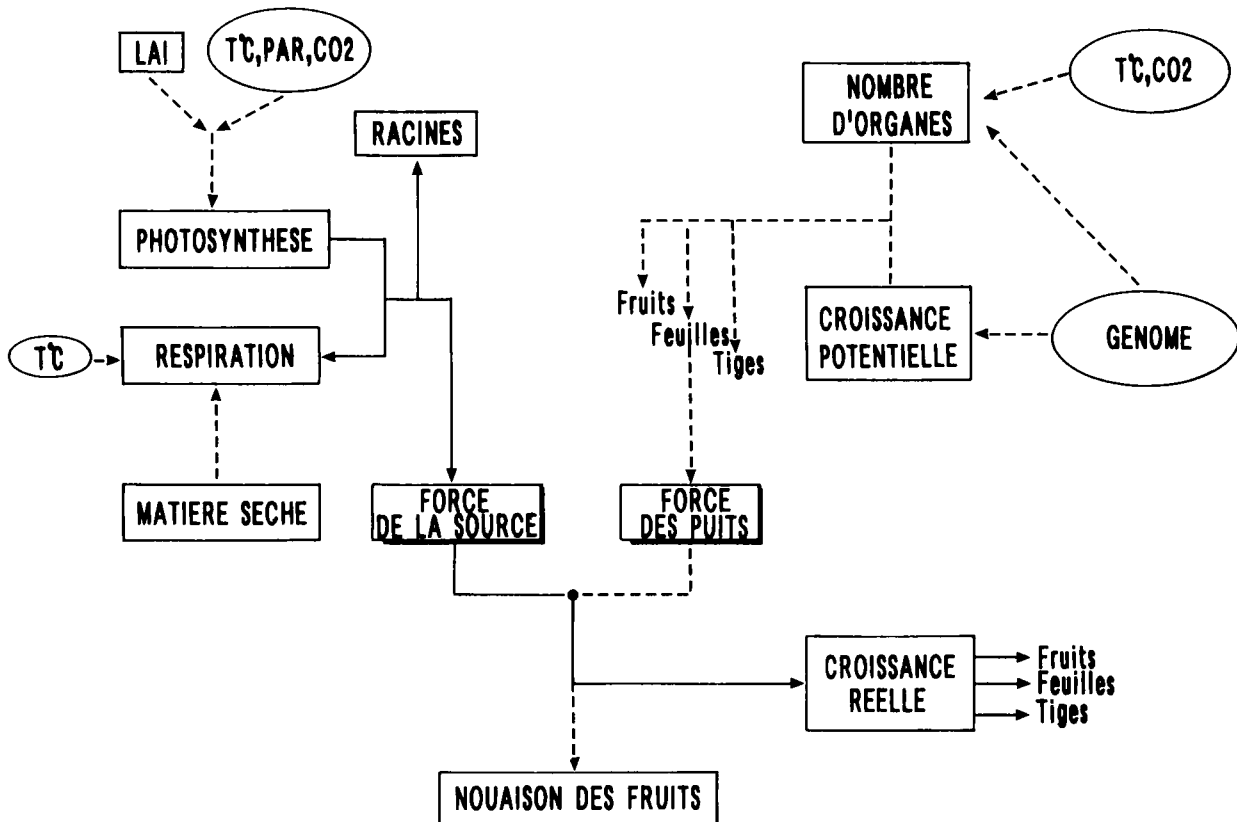 LAI
T°C,PAR,CO2
RACINES
NOMBRE
D'ORGANES
T°C,CO2
PHOTOSYNTHESE
Fruits
Feuilles
Tiges
CROISSANCE
POTENTIELLE
GENOME
T°C
RESPIRATION
MATIERE SECHE
FORCE
DE LA SOURCE
FORCE
DES PUITS
CROISSANCE
REELLE
Fruits
Feuilles
Tiges
NOUAISON DES FRUITS